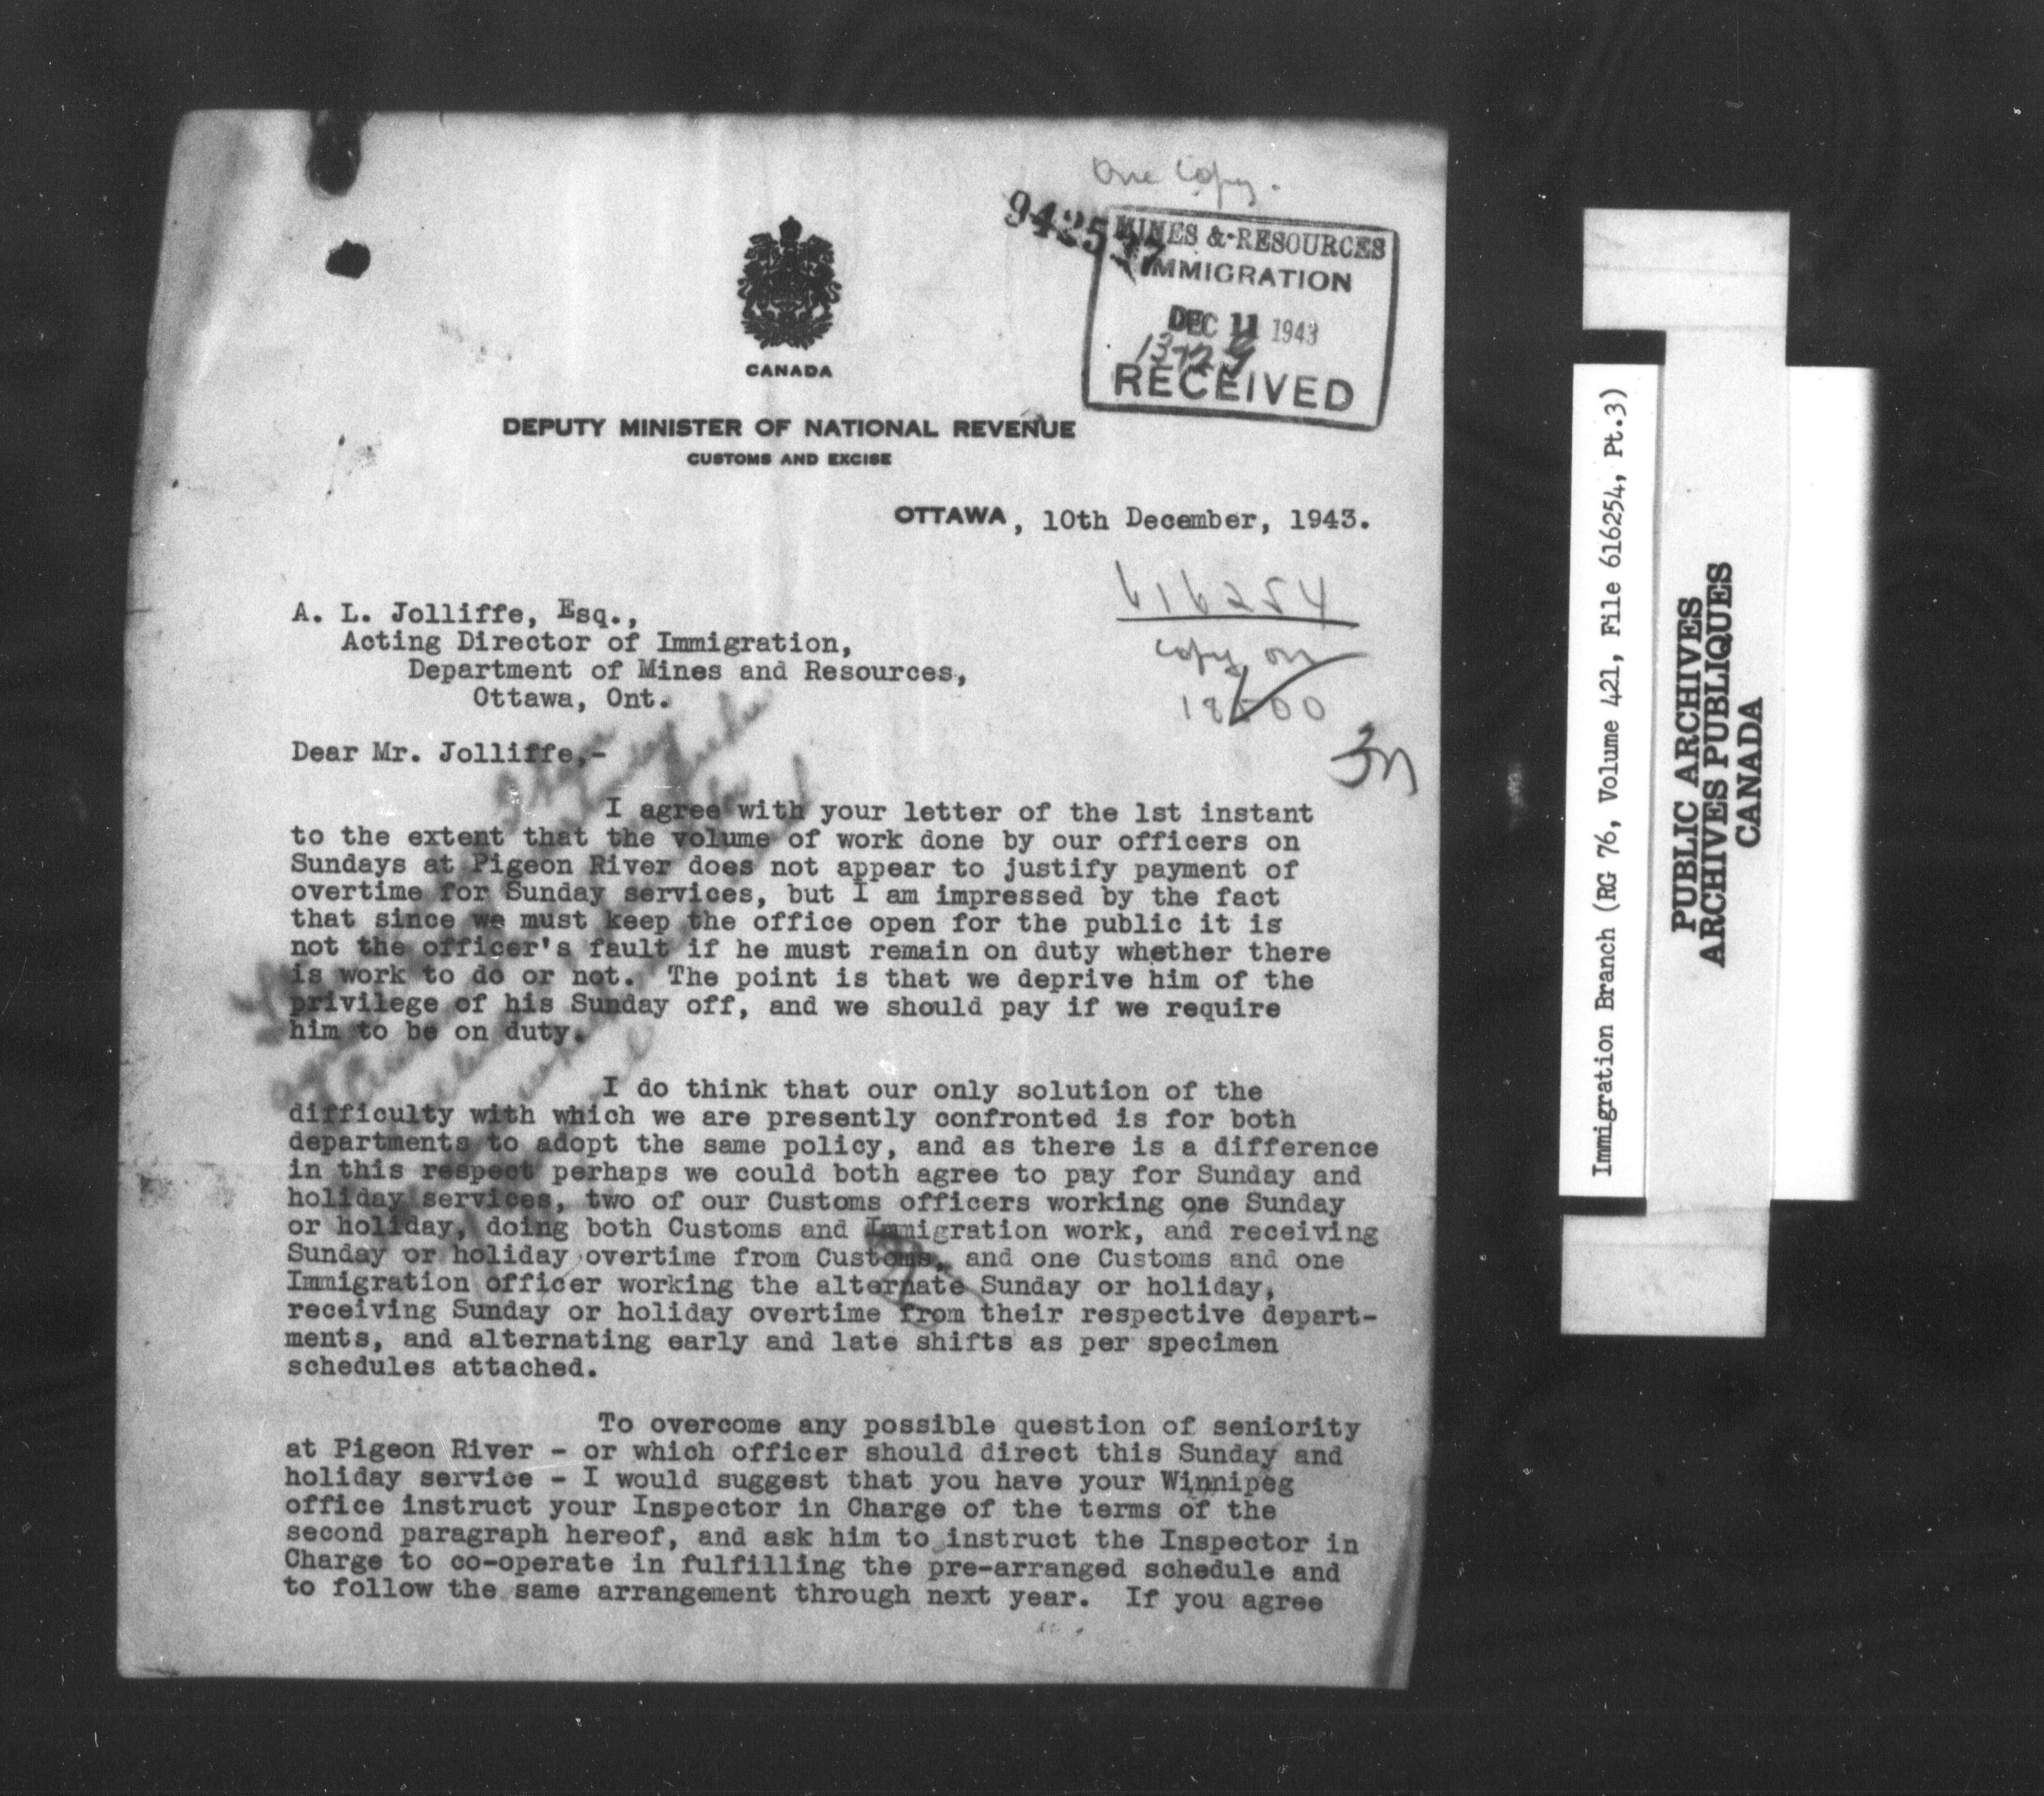 One Copy.
942537
MINES & RESOURCES
IMMIGRATION
DEC 11 1943
RECEIVED
CANADA
DEPUTY MINISTER OF NATIONAL REVENUE
CUSTOMS AND EXCISE
OTTAWA, 10th December, 1943.
616254
copy on
18500
A. L. Jolliffe, Esq.,
Acting Director of Immigration,
Department of Mines and Resources,
Ottawa, Ont.
Dear Mr. Jolliffe,-
I agree with your letter of the 1st instant
to the extent that the volume of work done by our officers on
Sundays at Pigeon River does not appear to justify payment of
overtime for Sunday services, but I am impressed by the fact
that since we must keep the office open for the public it is
not the officer's fault if he must remain on duty whether there
is work to do or not. The point is that we deprive him of the
privilege of his Sunday off, and we should pay if we require
him to be on duty.
I do think that our only solution of the
difficulty with which we are presently confronted is for both
departments to adopt the same policy, and as there is a difference
in this respect perhaps we could both agree to pay for Sunday and
holiday services, two of our Customs officers working one Sunday
or holiday, doing both Customs and Immigration work, and receiving
Sunday or holiday overtime from Customs, and one Customs and one
Immigration officer working the alternate Sunday or holiday,
receiving Sunday or holiday overtime from their respective depart-
ments, and alternating early and late shifts as per specimen
schedules attached.
To overcome any possible question of seniority
at Pigeon River - or which officer should direct this Sunday and
holiday service - I would suggest that you have your Winnipeg
office instruct your Inspector in Charge of the terms of the
second paragraph hereof, and ask him to instruct the Inspector in
Charge to co-operate in fulfilling the pre-arranged schedule and
to follow the same arrangement through next year. If you agree
Immigration Branch (RG 76, Volume 421, File 616254, Pt.3)
PUBLIC ARCHIVES
ARCHIVES PUBLIQUES
CANADA